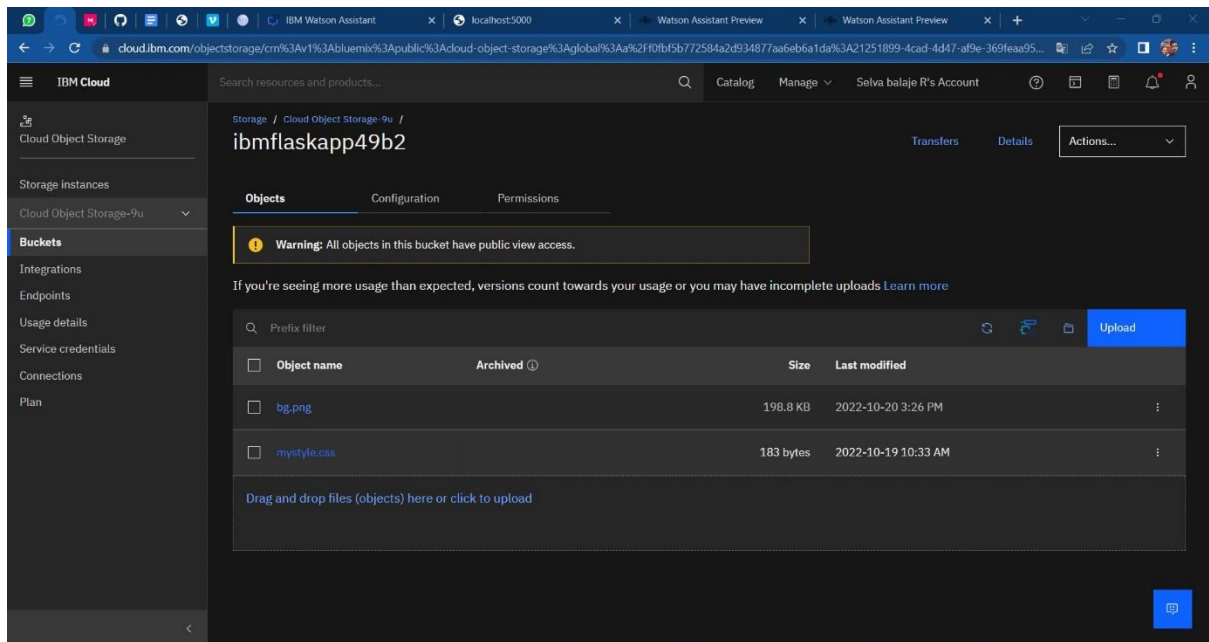 IBM Watson Assistant
localhost:5000
Watson Assistant Preview
Watson Assistant Preview
cloud.ibm.com/objectstorage/crn%3Av1%3Abluemix%3Apublic%3Acloud-object-storage%3Aglobal%3Aa%2Ff0fbf5b772584a2d934877aa6eb6a1da%3A21251899-4cad-4d47-af9e-369feaa95...
IBM Cloud
Search resources and products...
Catalog
Manage
Selva balaje R's Account
Cloud Object Storage
Storage instances
Cloud Object Storage-9u
Buckets
Integrations
Endpoints
Usage details
Service credentials
Connections
Plan
Storage / Cloud Object Storage-9u /
ibmflaskapp49b2
Transfers
Details
Actions...
Objects
Configuration
Permissions
Warning: All objects in this bucket have public view access.
If you're seeing more usage than expected, versions count towards your usage or you may have incomplete uploads Learn more
Prefix filter
Upload
Object name Archived Size Last modified
bg.png 198.8 KB 2022-10-20 3:26 PM
mystyle.css 183 bytes 2022-10-19 10:33 AM
Drag and drop files (objects) here or click to upload